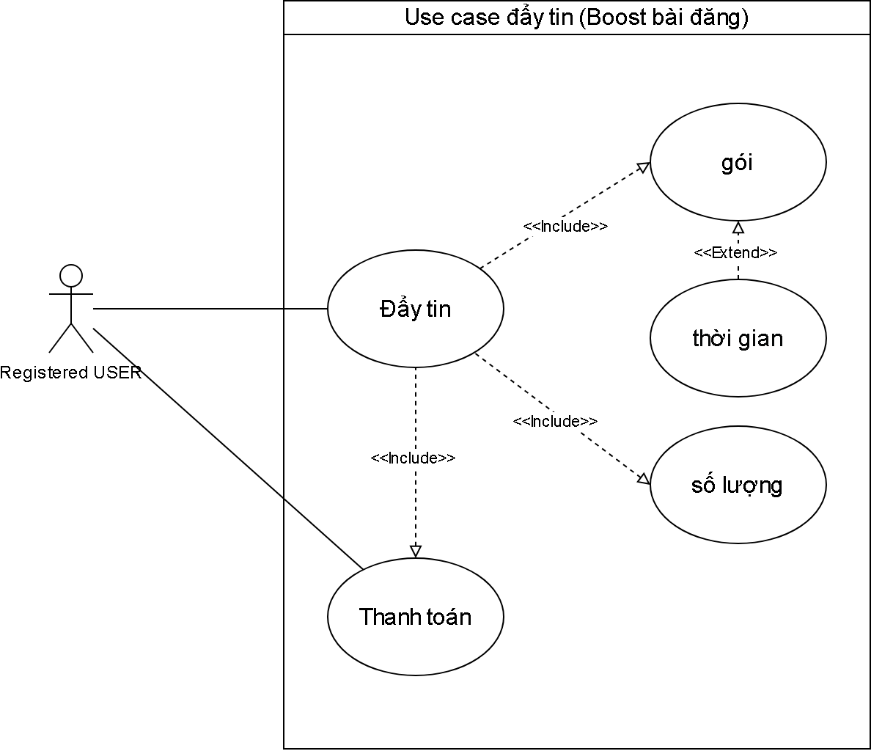 Use case đẩy tin (Boost bài đăng)
gói
<<Include>>
<<Extend>>
Đẩy tin
thời gian
Registered USER
<<Include>>
<<Include>>
số lượng
Thanh toán